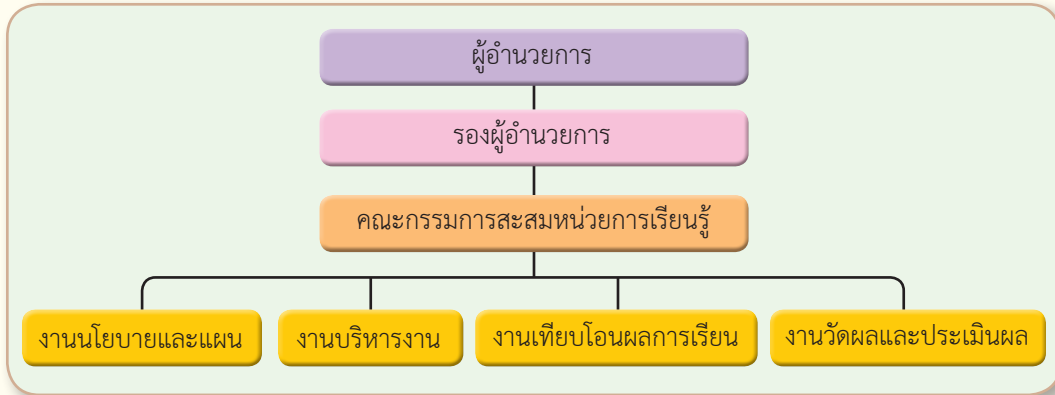 ผู้อำนวยการ
รองผู้อำนวยการ
คณะกรรมการสะสมหน่วยการเรียนรู้
งานนโยบายและแผน
งานบริหารงาน
งานเทียบโอนผลการเรียน
งานวัดผลและประเมินผล